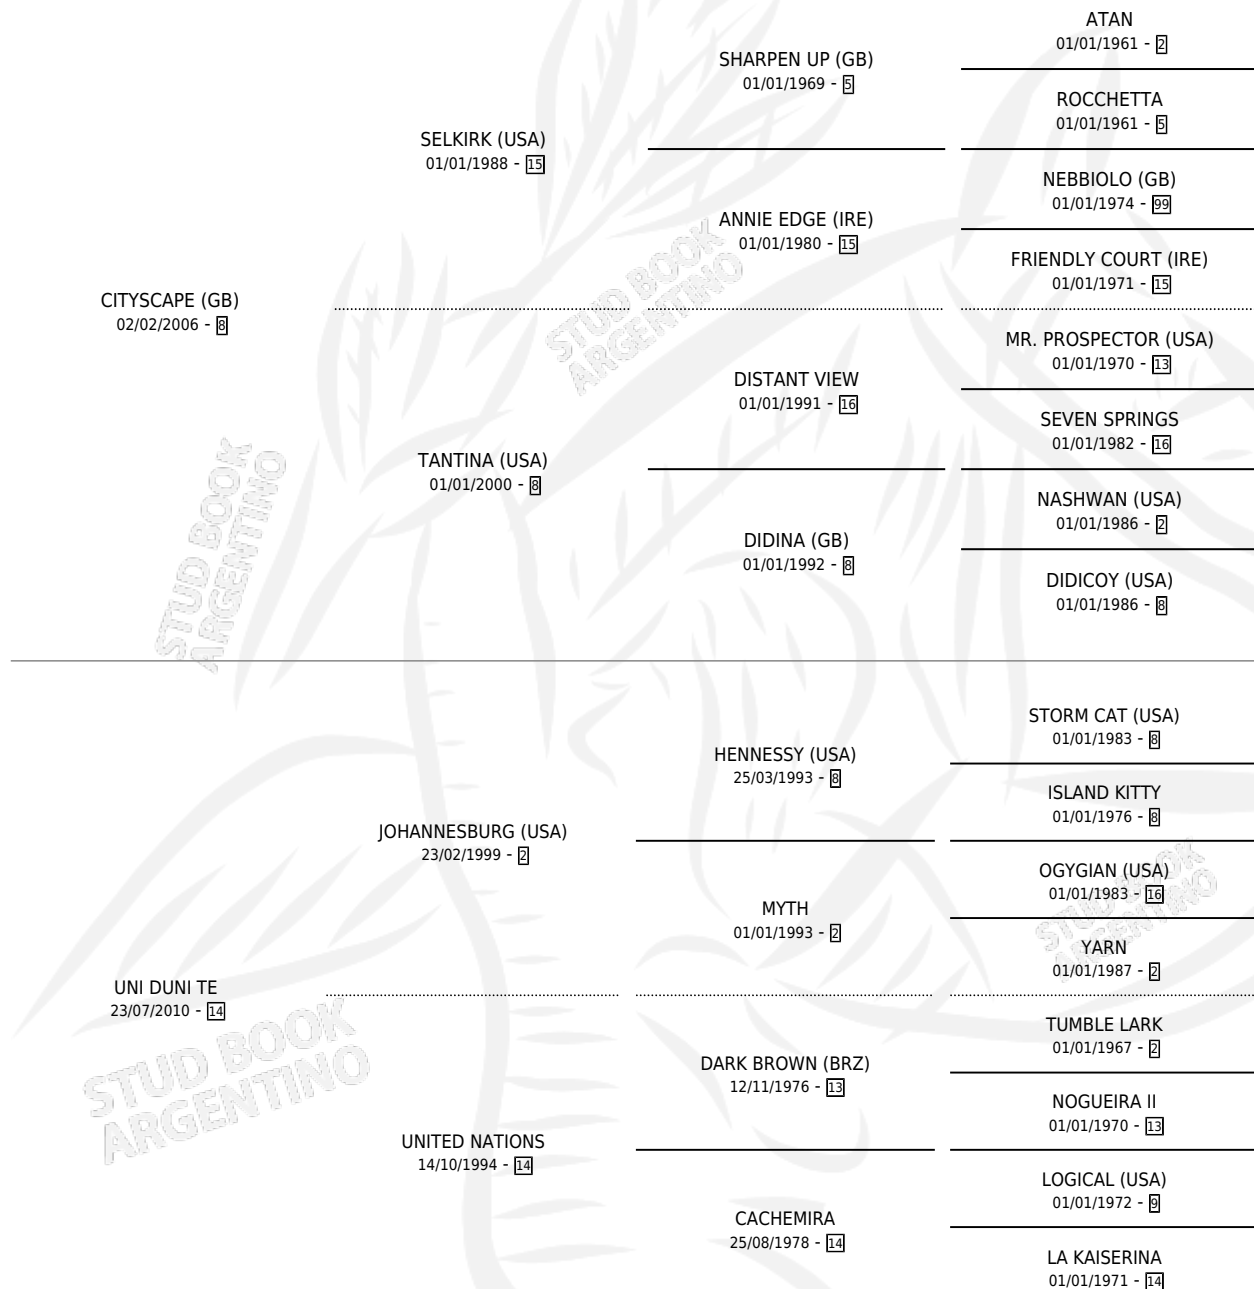 ATAN
01/01/1961 - 2
SHARPEN UP (GB)
01/01/1969 - 5
ROCCHETTA
01/01/1961 - 5
SELKIRK (USA)
01/01/1988 - 15
NEBBIOLO (GB)
01/01/1974 - 99
ANNIE EDGE (IRE)
01/01/1980 - 15
FRIENDLY COURT (IRE)
01/01/1971 - 15
CITYSCAPE (GB)
02/02/2006 - 8
STUD BOOK
ARGENTINO
MR. PROSPECTOR (USA)
01/01/1970 - 13
DISTANT VIEW
01/01/1991 - 16
SEVEN SPRINGS
01/01/1982 - 16
TANTINA (USA)
01/01/2000 - 8
NASHWAN (USA)
01/01/1986 - 2
DIDINA (GB)
01/01/1992 - 8
DIDICOY (USA)
01/01/1986 - 8
STUD BOOK
ARGENTINO
STORM CAT (USA)
01/01/1983 - 8
HENNESSY (USA)
25/03/1993 - 8
ISLAND KITTY
01/01/1976 - 8
JOHANNESBURG (USA)
23/02/1999 - 2
OGYGIAN (USA)
01/01/1983 - 16
MYTH
01/01/1993 - 2
YARN
01/01/1987 - 2
STUD BOOK
ARGENTINO
UNI DUNI TE
23/07/2010 - 14
TUMBLE LARK
01/01/1967 - 2
DARK BROWN (BRZ)
12/11/1976 - 13
NOGUEIRA II
01/01/1970 - 13
STUD BOOK
ARGENTINO
UNITED NATIONS
14/10/1994 - 14
LOGICAL (USA)
01/01/1972 - 9
CACHEMIRA
25/08/1978 - 14
LA KAISERINA
01/01/1971 - 14